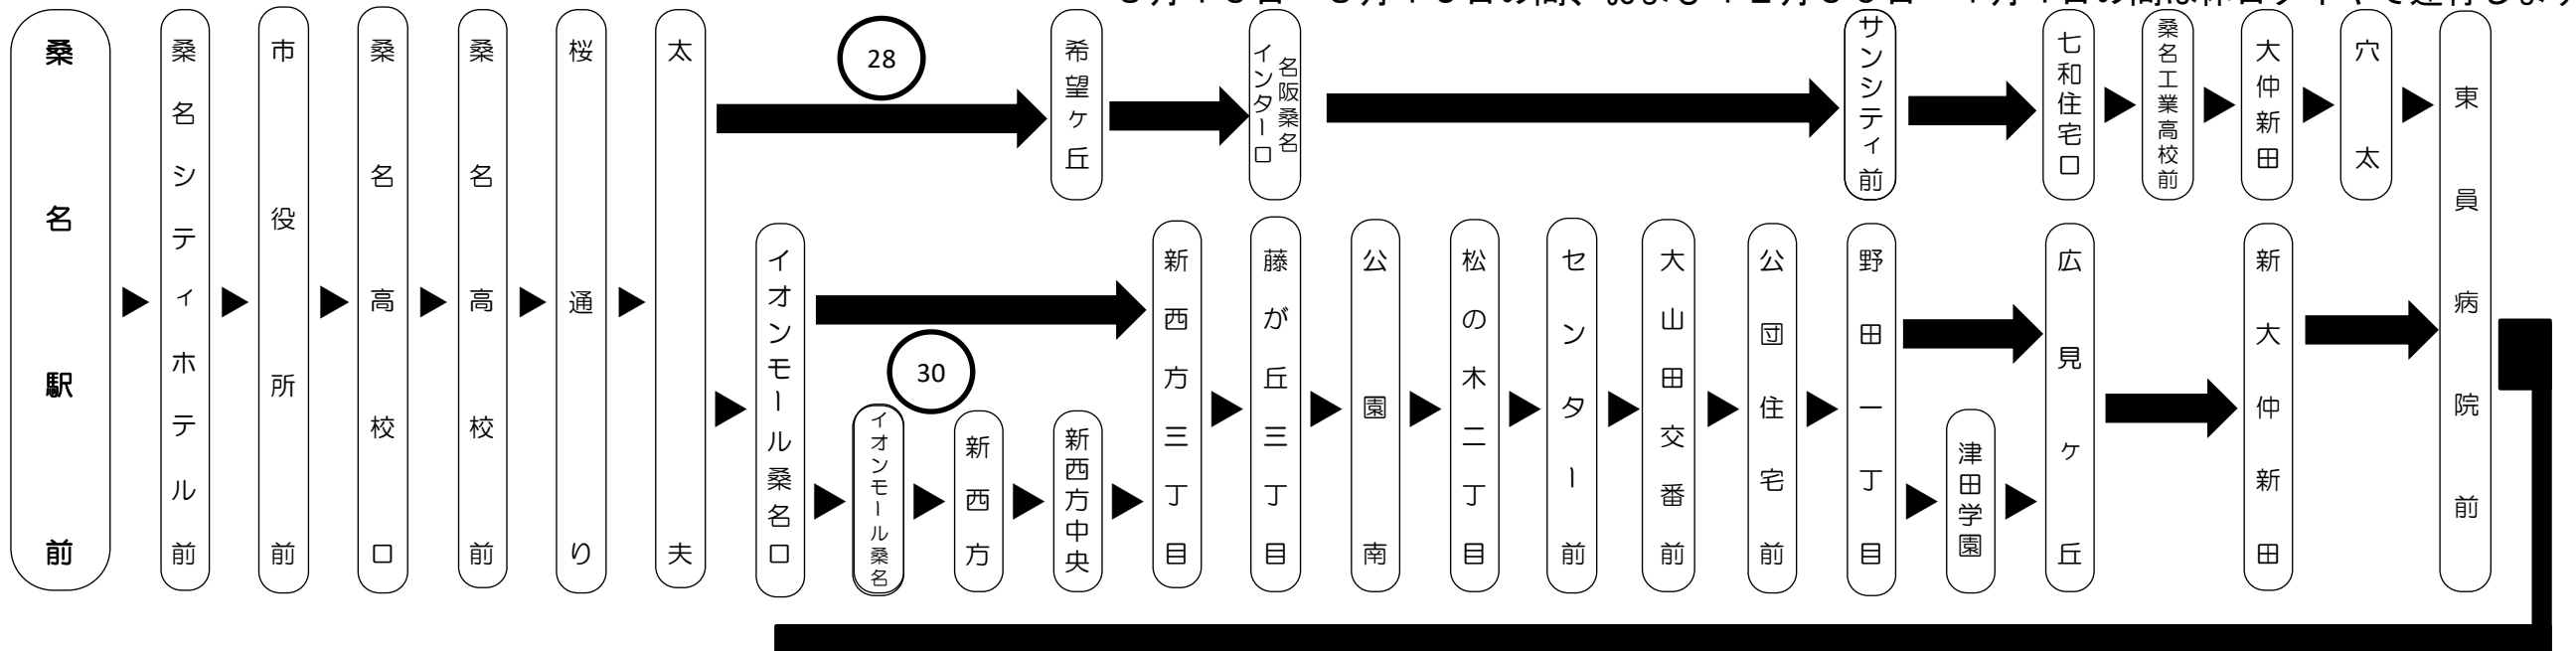 桑名駅前
桑名シティホテル前
市役所前
桑名高校口
桑名高校前
桜通り
太夫
28
希望ヶ丘
名阪桑名
インター口
サンシティ前
七和住宅口
桑名工業高校前
大仲新田
穴太
東員病院前
イオンモール桑名口
30
イオンモール桑名
新西方
新西方中央
新西方三丁目
藤が丘三丁目
公園南
松の木二丁目
センター前
大山田交番前
公団住宅前
野田一丁目
津田学園
広見ヶ丘
新大仲新田